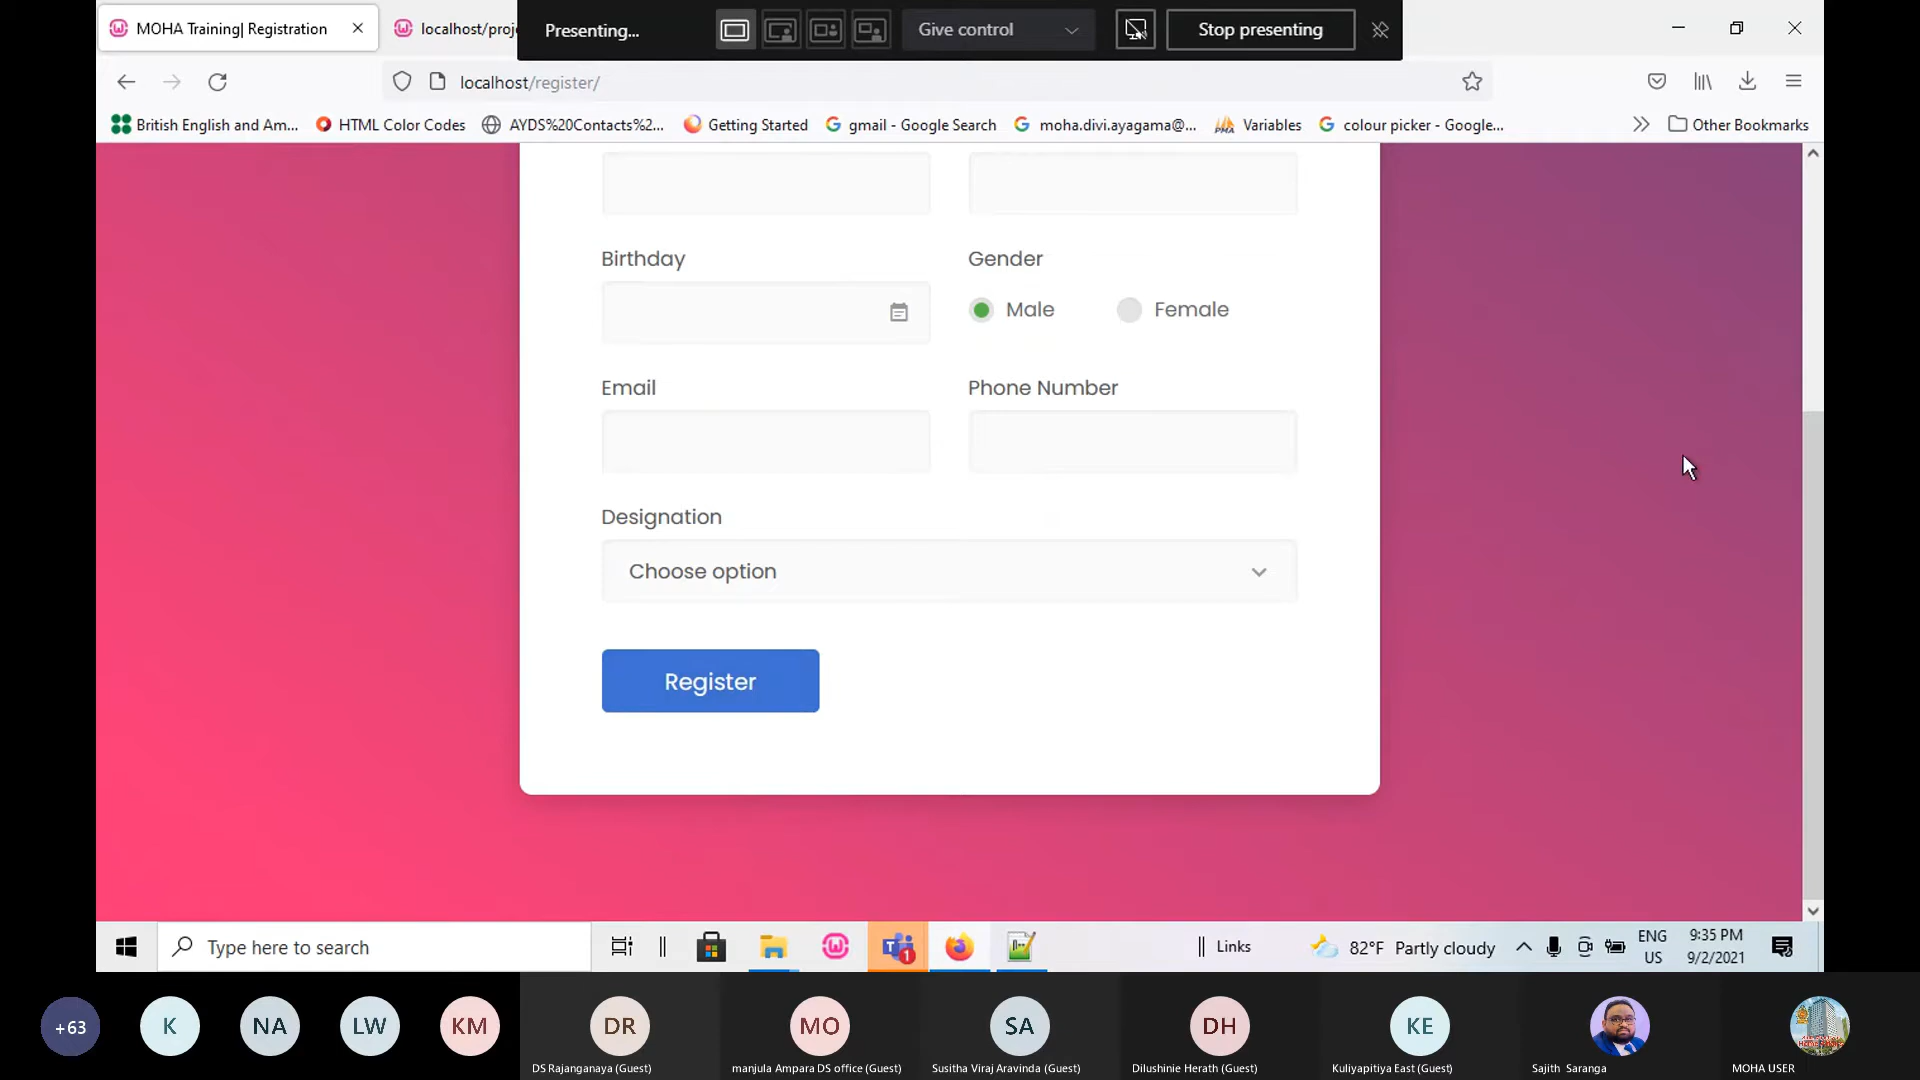 MOHA Training| Registration
localhost/proj
Presenting...
Give control
Stop presenting
localhost/register/
British English and Am...
HTML Color Codes
AYDS%20Contacts%2...
Getting Started
gmail - Google Search
moha.divi.ayagama@...
Variables
colour picker - Google...
Other Bookmarks
Birthday
Gender
Male
Female
Email
Phone Number
Designation
Choose option
Register
Type here to search
Links
82°F Partly cloudy
ENG
US
9:35 PM
9/2/2021
+63
K
NA
LW
KM
DR
MO
SA
DH
KE
DS Rajanganaya (Guest)
manjula Ampara DS office (Guest)
Susitha Viraj Aravinda (Guest)
Dilushinie Herath (Guest)
Kuliyapitiya East (Guest)
Sajith Saranga
MOHA USER